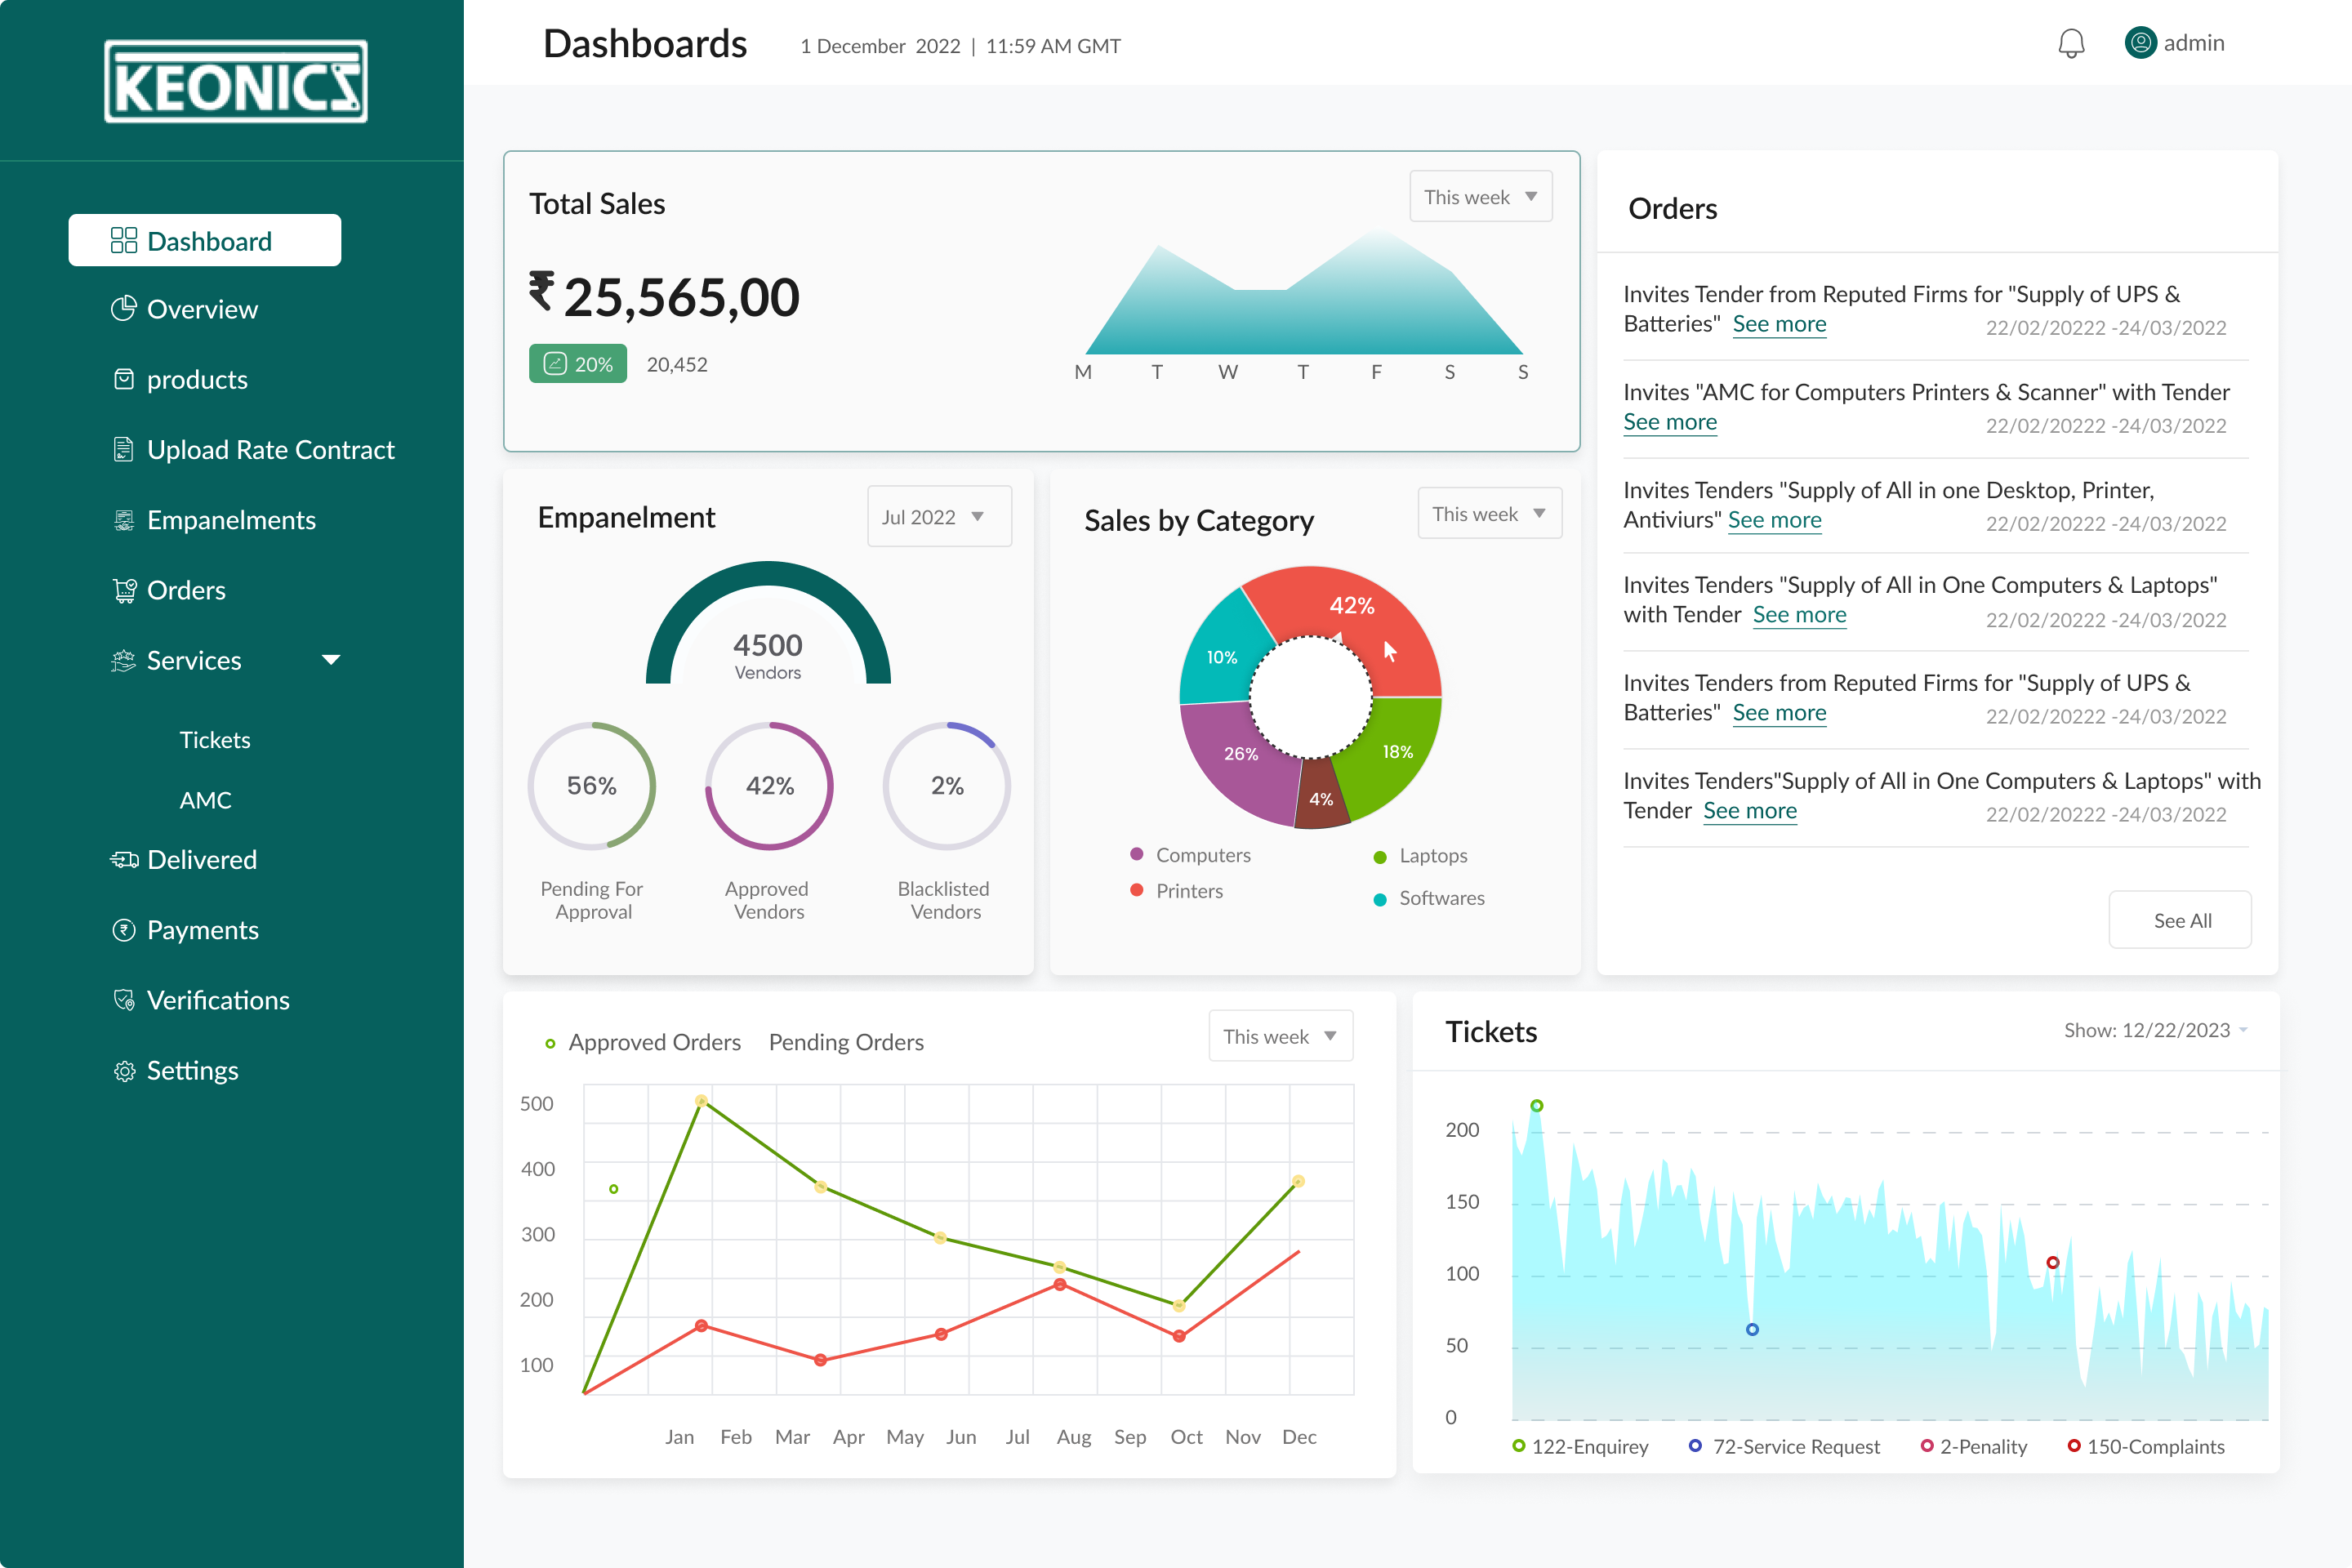 KEONICS
Dashboard
Overview
products
Upload Rate Contract
Empanelments
Orders
Services
Tickets
AMC
Delivered
Payments
Verifications
Settings
Dashboards
1 December 2022 | 11:59 AM GMT
admin
Total Sales
This week
₹ 25,565,00
20%
20,452
M T W T F S S
Empanelment
Jul 2022
4500
Vendors
56%
42%
2%
Pending For
Approval
Approved
Vendors
Blacklisted
Vendors
Sales by Category
This week
42%
10%
26%
18%
4%
Computers
Laptops
Printers
Softwares
Orders
Invites Tender from Reputed Firms for "Supply of UPS &
Batteries" See more 22/02/20222 -24/03/2022
Invites "AMC for Computers Printers & Scanner" with Tender
See more 22/02/20222 -24/03/2022
Invites Tenders "Supply of All in one Desktop, Printer,
Antiviurs" See more 22/02/20222 -24/03/2022
Invites Tenders "Supply of All in One Computers & Laptops"
with Tender See more 22/02/20222 -24/03/2022
Invites Tenders from Reputed Firms for "Supply of UPS &
Batteries" See more 22/02/20222 -24/03/2022
Invites Tenders"Supply of All in One Computers & Laptops" with
Tender See more 22/02/20222 -24/03/2022
See All
Approved Orders Pending Orders
This week
500
400
300
200
100
Jan Feb Mar Apr May Jun Jul Aug Sep Oct Nov Dec
Tickets
Show: 12/22/2023
200
150
100
50
0
122-Enquirey 72-Service Request 2-Penality 150-Complaints